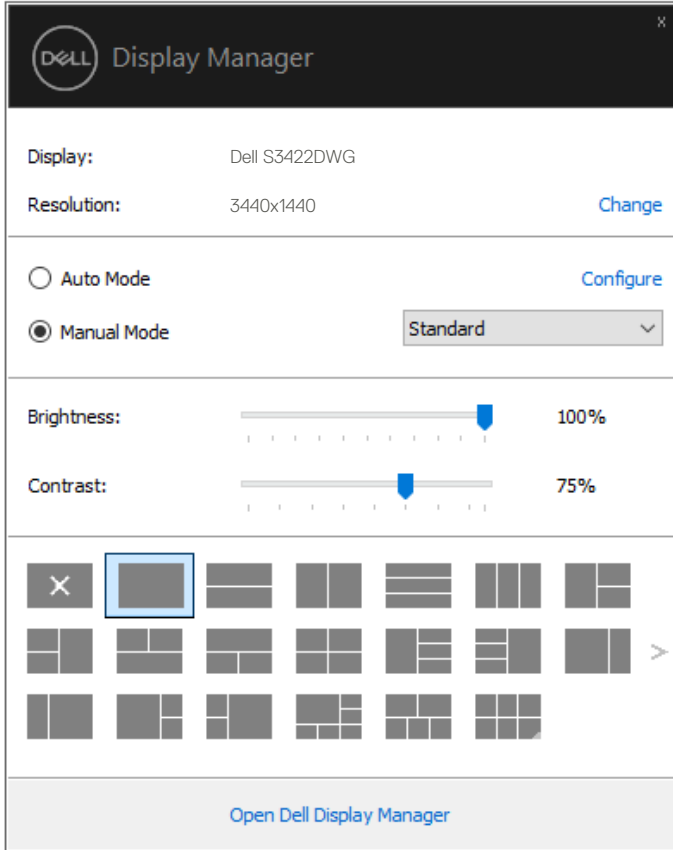 x
DELL Display Manager
Display: Dell S3422DWG
Resolution: 3440x1440 Change
Auto Mode Configure
Manual Mode Standard
Brightness: 100%
Contrast: 75%
Open Dell Display Manager